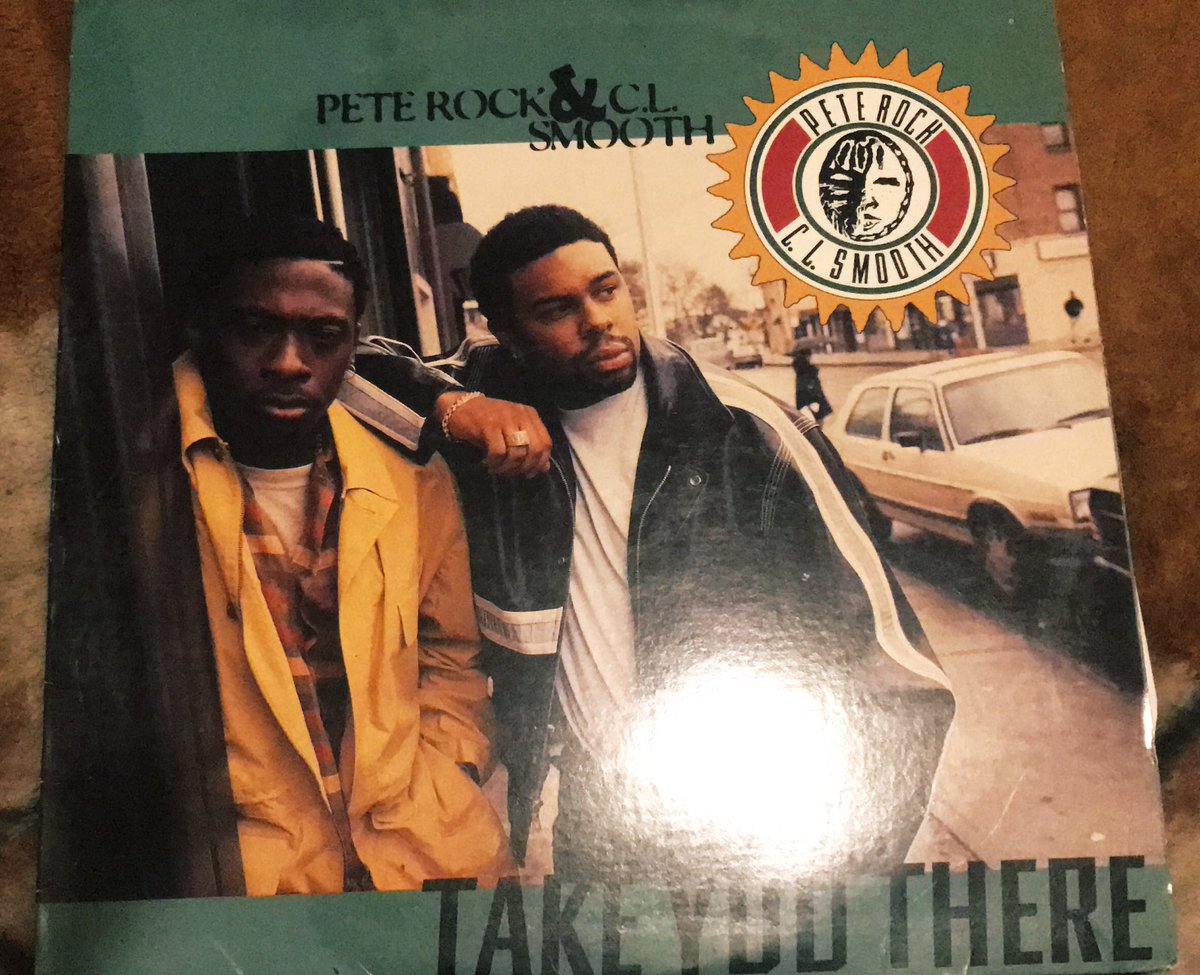 PETE ROCK & C.L.
SMOOTH
PETE ROCK
C. L. SMOOTH
TAKE YOU THERE